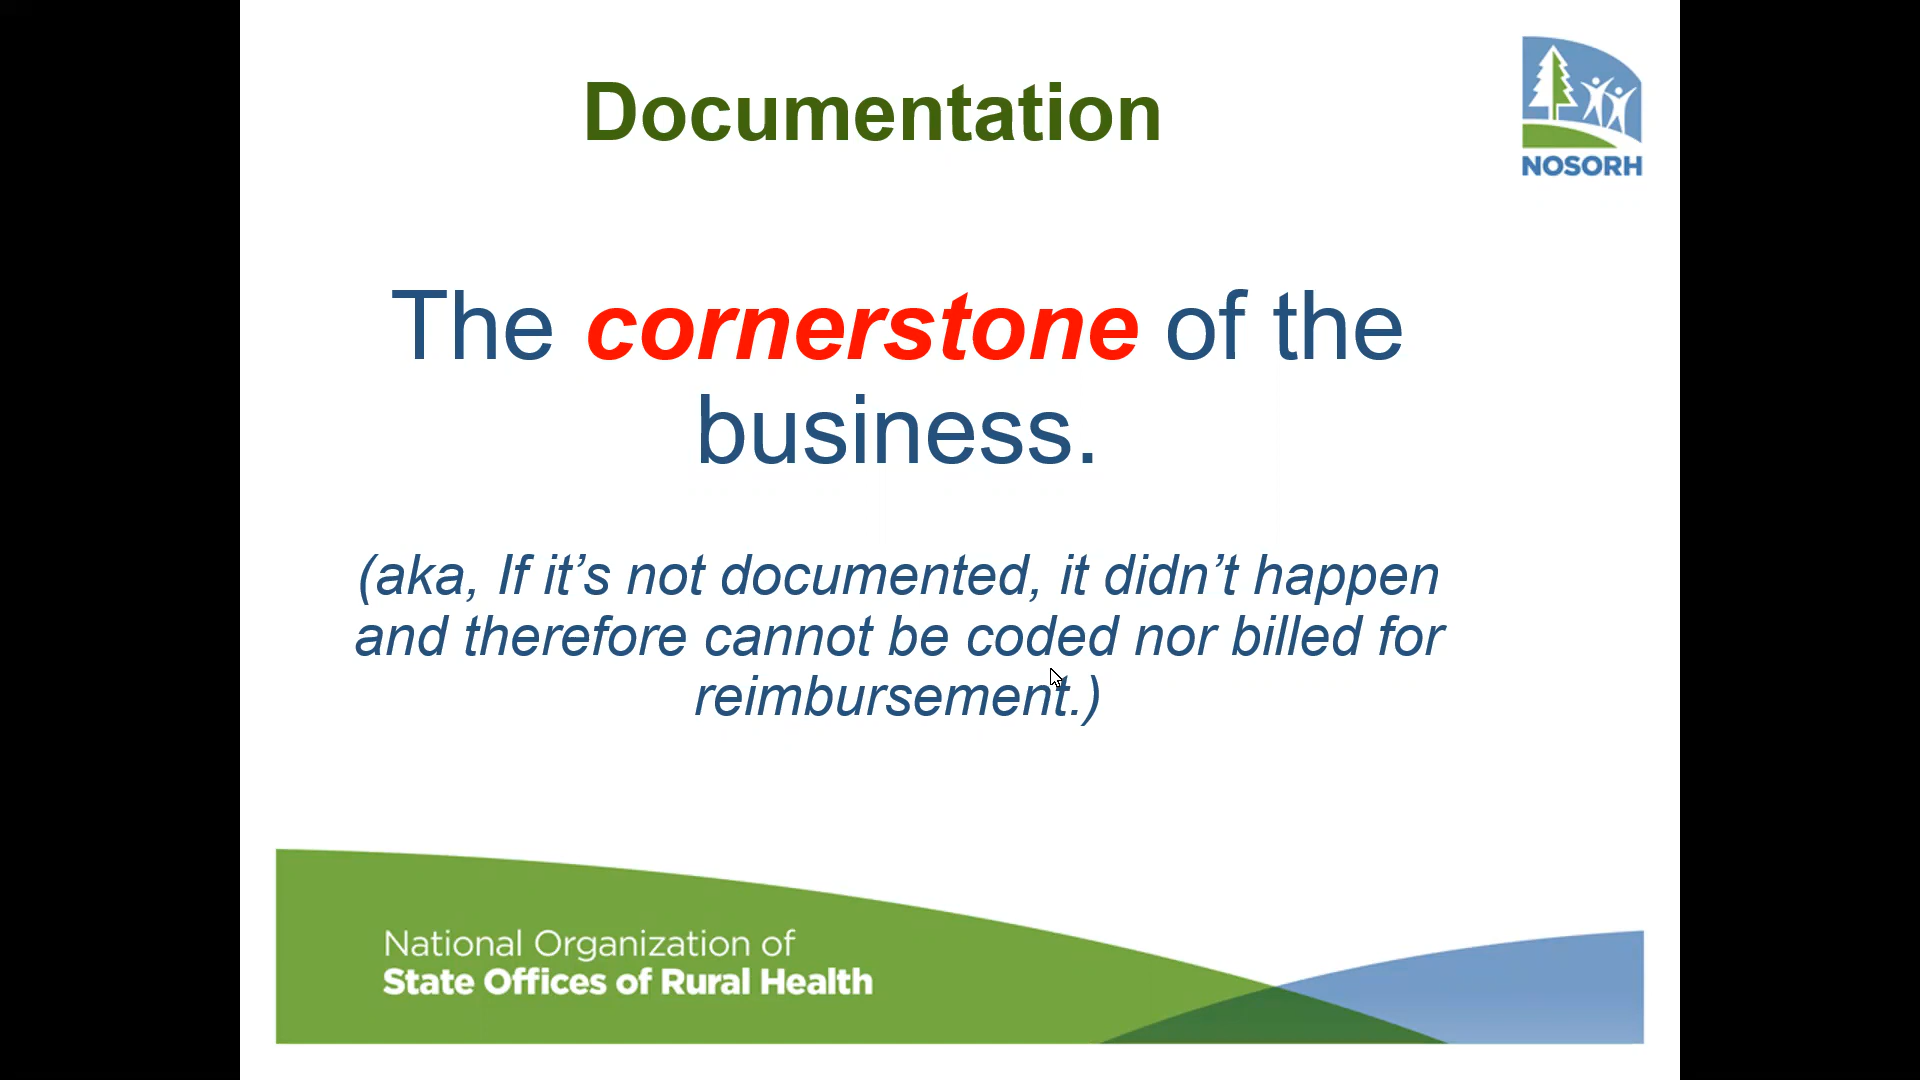 Documentation
NOSORH
The cornerstone of the
business.
(aka, If it’s not documented, it didn’t happen
and therefore cannot be coded nor billed for
reimbursement.)
National Organization of
State Offices of Rural Health